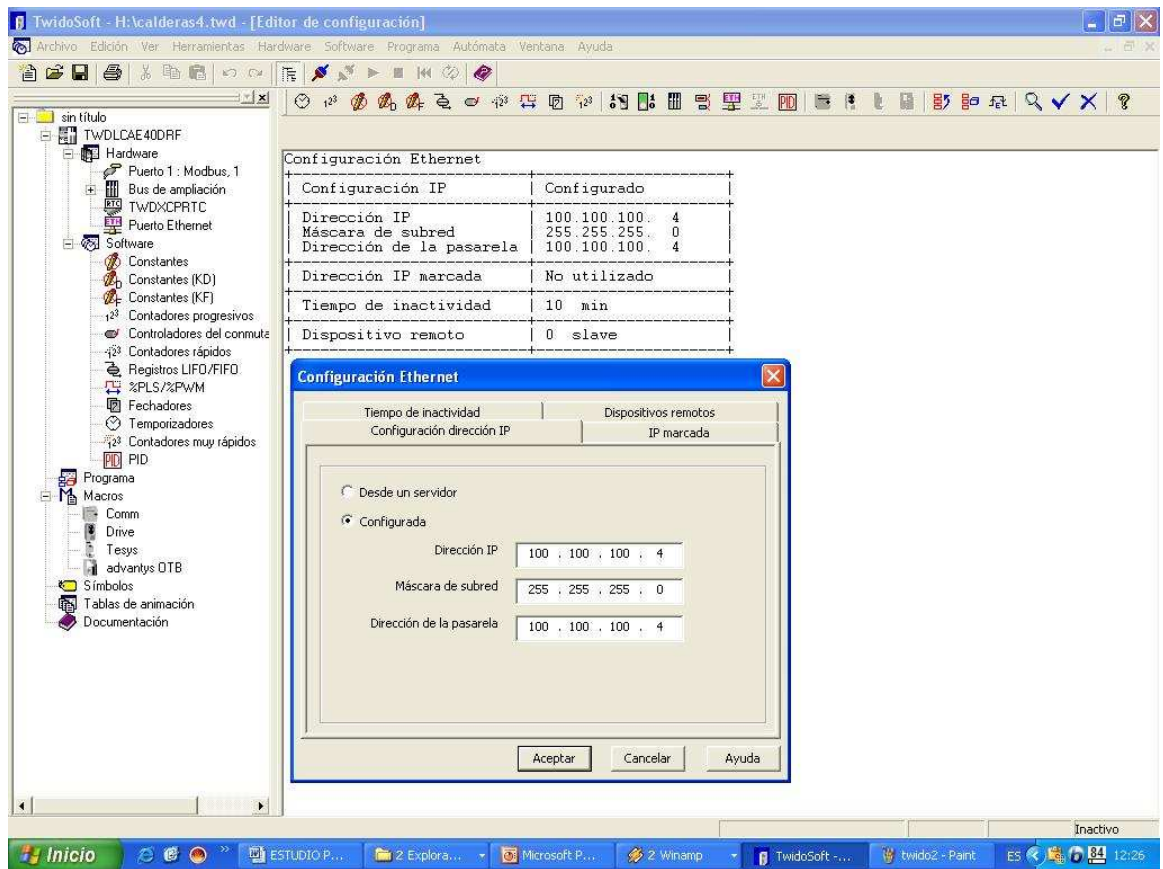 TwidoSoft - H:\calderas4.twd - [Editor de configuración]
Archivo Edición Ver Herramientas Hardware Software Programa Autómata Ventana Ayuda
sin título
TWDLCAE40DRF
Hardware
Puerto 1 : Modbus, 1
Bus de ampliación
TWDXCPRTC
Puerto Ethernet
Software
Constantes
Constantes (KD)
Constantes (KF)
Contadores progresivos
Controladores del conmuta
Contadores rápidos
Registros LIFO/FIFO
%PLS/%PWM
Fechadores
Temporizadores
Contadores muy rápidos
PID
Programa
Macros
Comm
Drive
Tesys
advantys OTB
Símbolos
Tablas de animación
Documentación
Configuración Ethernet
Configuración IP | Configurado
Dirección IP | 100.100.100. 4
Máscara de subred | 255.255.255. 0
Dirección de la pasarela | 100.100.100. 4
Dirección IP marcada | No utilizado
Tiempo de inactividad | 10 min
Dispositivo remoto | 0 slave
Configuración Ethernet
Tiempo de inactividad Dispositivos remotos
Configuración dirección IP IP marcada
Desde un servidor
Configurada
Dirección IP 100 . 100 . 100 . 4
Máscara de subred 255 . 255 . 255 . 0
Dirección de la pasarela 100 . 100 . 100 . 4
Aceptar Cancelar Ayuda
Inactivo
Inicio ESTUDIO P... 2 Explora... Microsoft P... 2 Winamp TwidoSoft -... twido2 - Paint ES 84 12:26